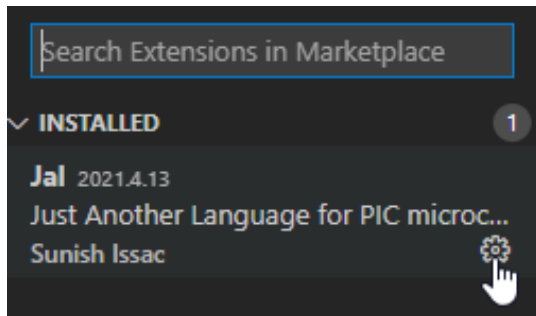 Search Extensions in Marketplace
INSTALLED 1
Jal 2021.4.13
Just Another Language for PIC microc...
Sunish Issac